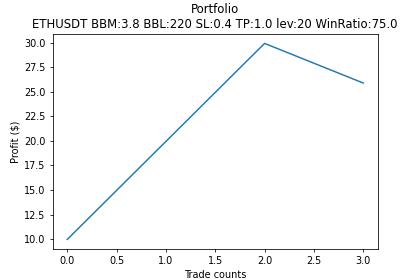 Portfolio
ETHUSDT BBM:3.8 BBL:220 SL:0.4 TP:1.0 lev:20 WinRatio:75.0
30.0
27.5
25.0
22.5
20.0
17.5
15.0
12.5
10.0
Profit ($)
0.0 0.5 1.0 1.5 2.0 2.5 3.0
Trade counts